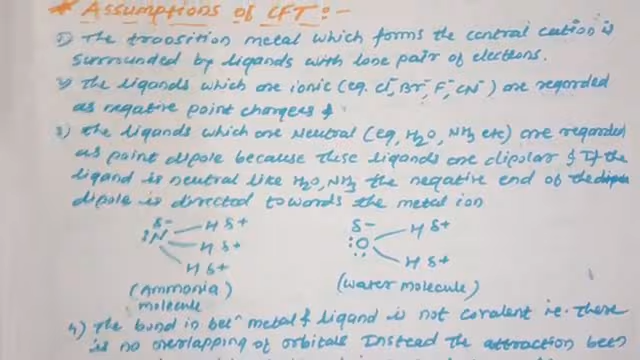 * Assumptions of CFT:-
1) The transition metal which forms the central cation is
surrounded by ligands with lone pair of electrons.
2) The ligands which are ionic (eg. Cl⁻, Br⁻, F⁻, CN⁻) are regarded
as negative point chargers &
3) The ligands which are Neutral (eg, H₂O, NH₃ etc) are regarded
as point dipole because these ligands are dipolar & If the
ligand is neutral like H₂O, NH₃ the negative end of the
dipole is directed towards the metal ion
δ- :N H δ+ H δ+ H δ+
δ- :O: H δ+ H δ+
(Ammonia) molecule
(water molecule)
4) The bond in betⁿ metal & ligand is not covalent i.e. There
is no overlapping of orbitals Instead the attraction